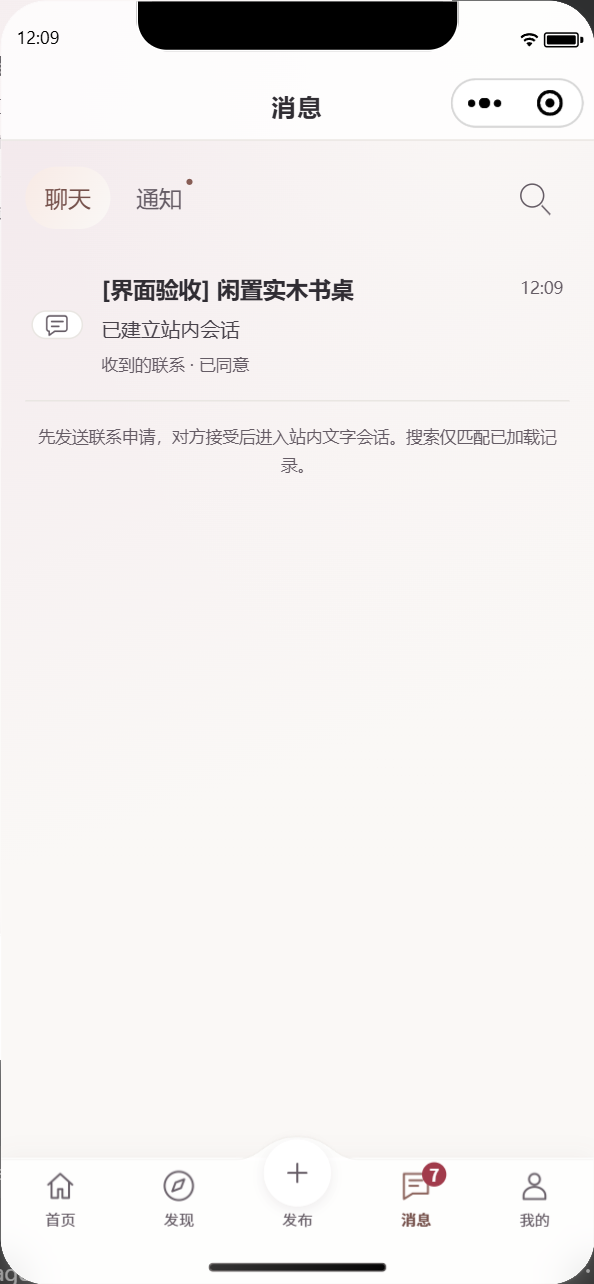 12:09
消息
聊天
通知
[界面验收] 闲置实木书桌
12:09
已建立站内会话
收到的联系 · 已同意
先发送联系申请，对方接受后进入站内文字会话。搜索仅匹配已加载记
录。
7
首页
发现
发布
消息
我的